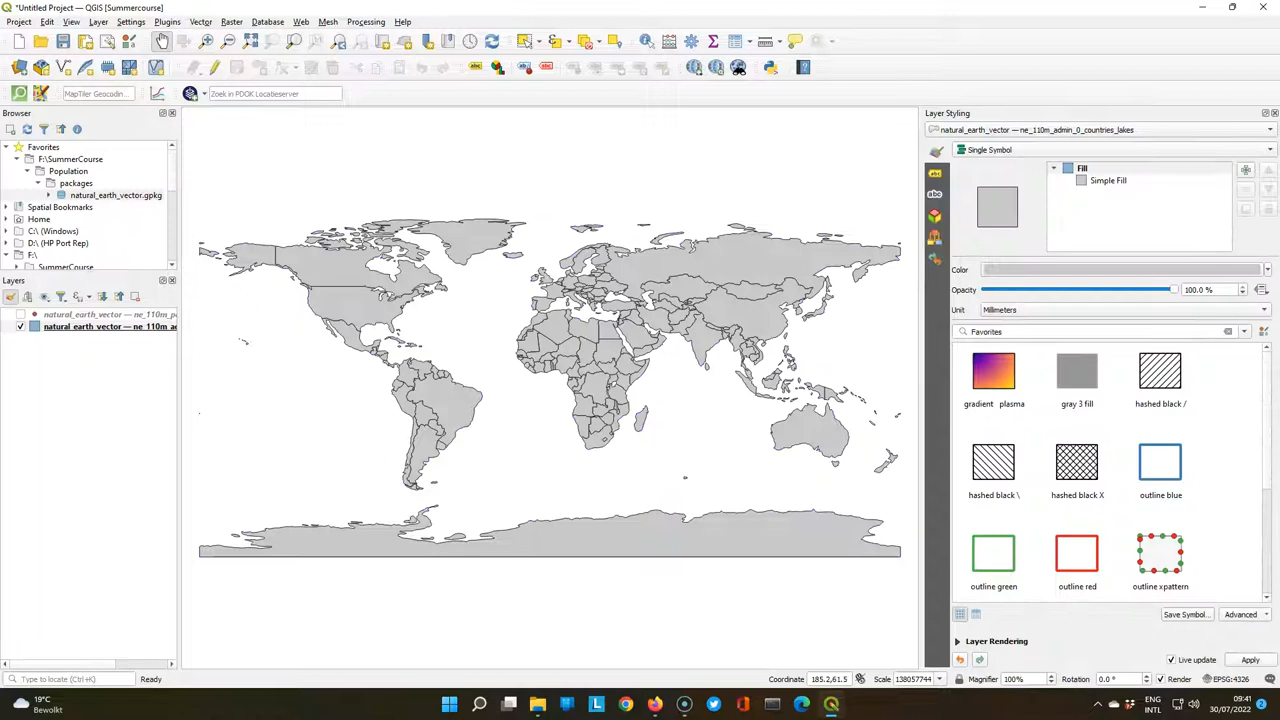 *Untitled Project — QGIS [Summercourse]
Project Edit View Layer Settings Plugins Vector Raster Database Web Mesh Processing Help
MapTiler Geocodin... Zoek in PDOK Locatieserver
Browser
Favorites
F:\SummerCourse
Population
packages
natural_earth_vector.gpkg
Spatial Bookmarks
Home
C:\ (Windows)
D:\ (HP Port Rep)
F:\
SummerCourse
Layers
natural_earth_vector — ne_110m_p
natural_earth_vector — ne_110m_ad
Layer Styling
natural_earth_vector — ne_110m_admin_0_countries_lakes
Single Symbol
Fill
Simple Fill
Color
Opacity 100.0 %
Unit Millimeters
Favorites
gradient plasma gray 3 fill hashed black /
hashed black \ hashed black X outline blue
outline green outline red outline xpattern
Save Symbol... Advanced
Layer Rendering
Live update Apply
Type to locate (Ctrl+K) Ready Coordinate 185.2,61.5 Scale 138057744 Magnifier 100% Rotation 0.0 ° Render EPSG:4326
19°C
Bewolkt
ENG
INTL
09:41
30/07/2022